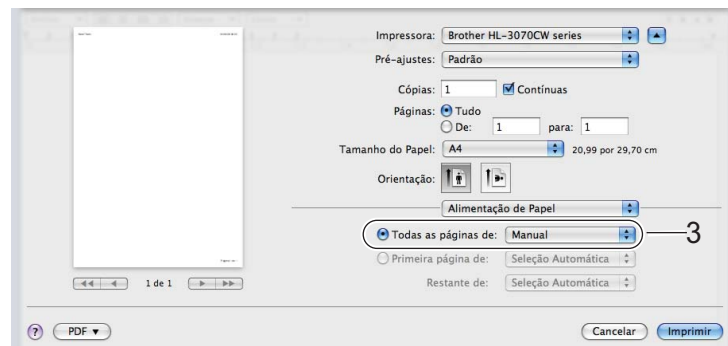 Impressora: Brother HL-3070CW series
Pré-ajustes: Padrão
Cópias: 1 Contínuas
Páginas: Tudo
De: 1 para: 1
Tamanho do Papel: A4 20,99 por 29,70 cm
Orientação:
Alimentação de Papel
Todas as páginas de: Manual 3
Primeira página de: Seleção Automática
Restante de: Seleção Automática
1 de 1
? PDF Cancelar Imprimir